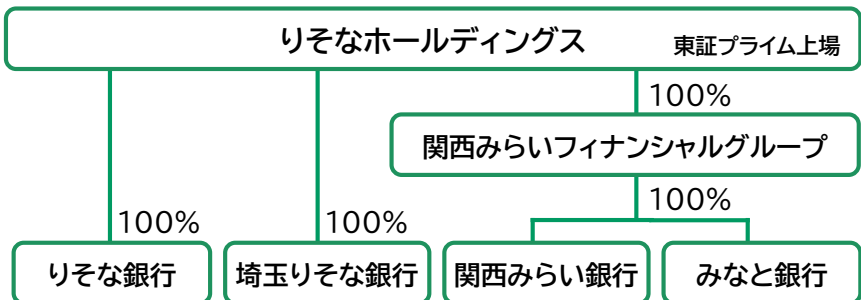 りそなホールディングス 東証プライム上場
100%
関西みらいフィナンシャルグループ
100% 100% 100%
りそな銀行 埼玉りそな銀行 関西みらい銀行 みなと銀行